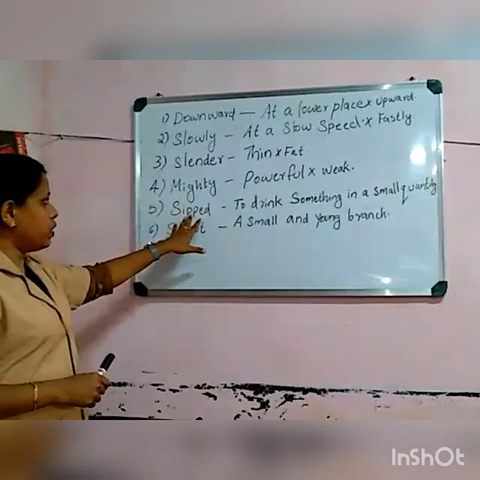 1) Downward — At a lower place x upward.
2) Slowly — At a Slow Speed. x Fastly
3) Slender - Thin x Fat
4) Mighty - Powerful x weak.
5) Sipped - To drink Something in a small quantity
6) - A small and young branch.
InShOt